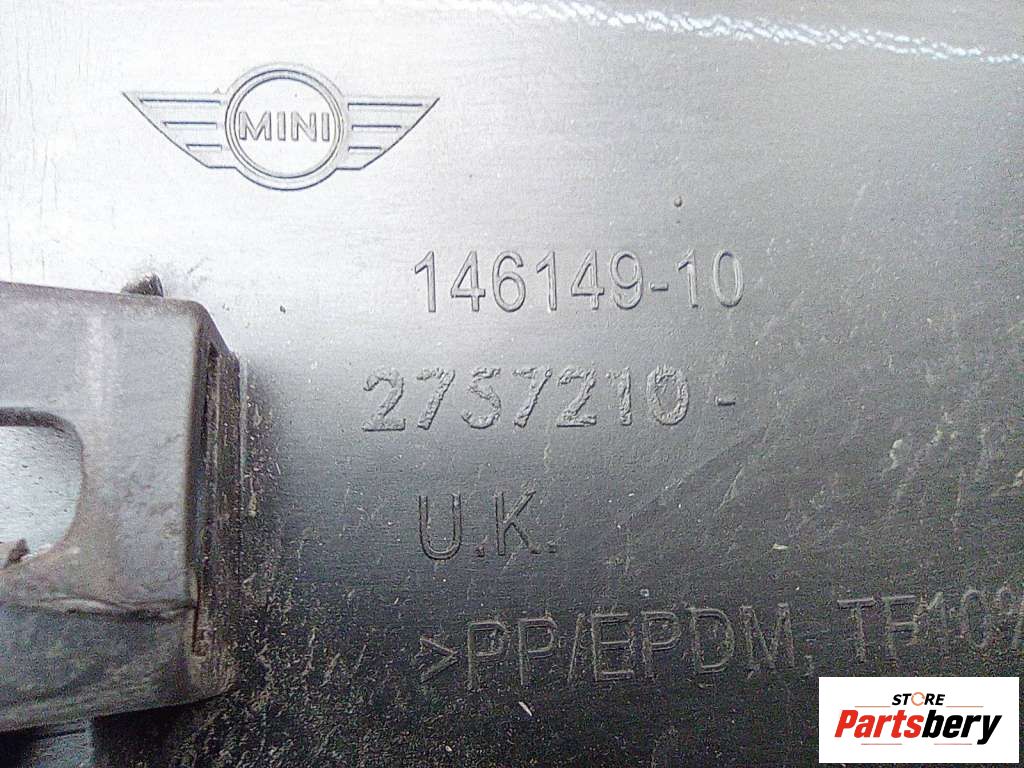 MINI
146149-10
2757210-
U.K.
>PP/EPDM,
STORE
Partsbery